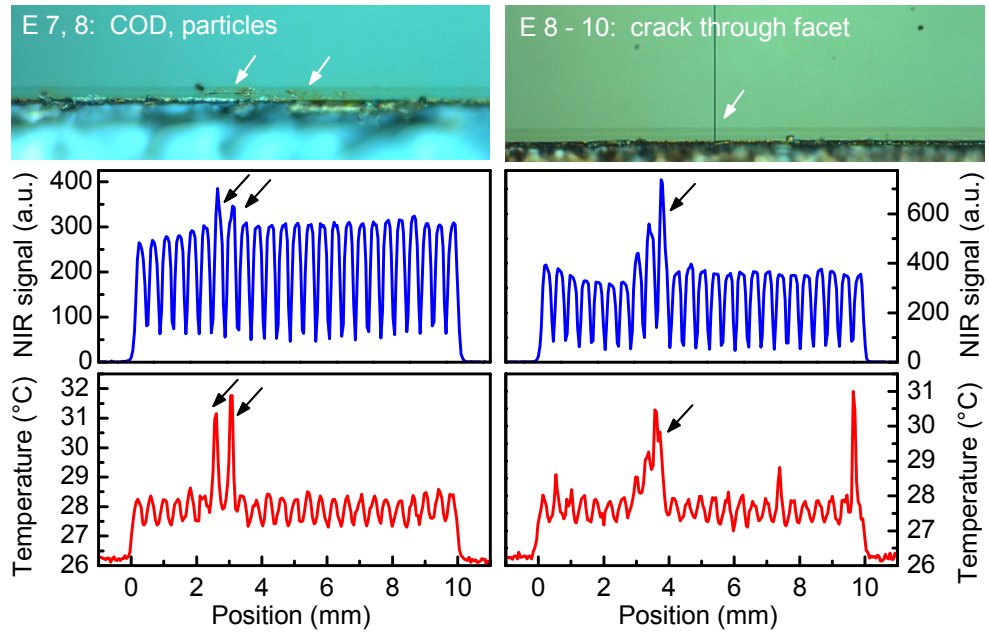 E 7, 8: COD, particles
E 8 - 10: crack through facet
NIR signal (a.u.)
400
300
200
100
0
NIR signal (a.u.)
600
400
200
0
Temperature (°C)
32
31
30
29
28
27
26
Temperature (°C)
31
30
29
28
27
26
0 2 4 6 8 10
Position (mm)
0 2 4 6 8 10
Position (mm)